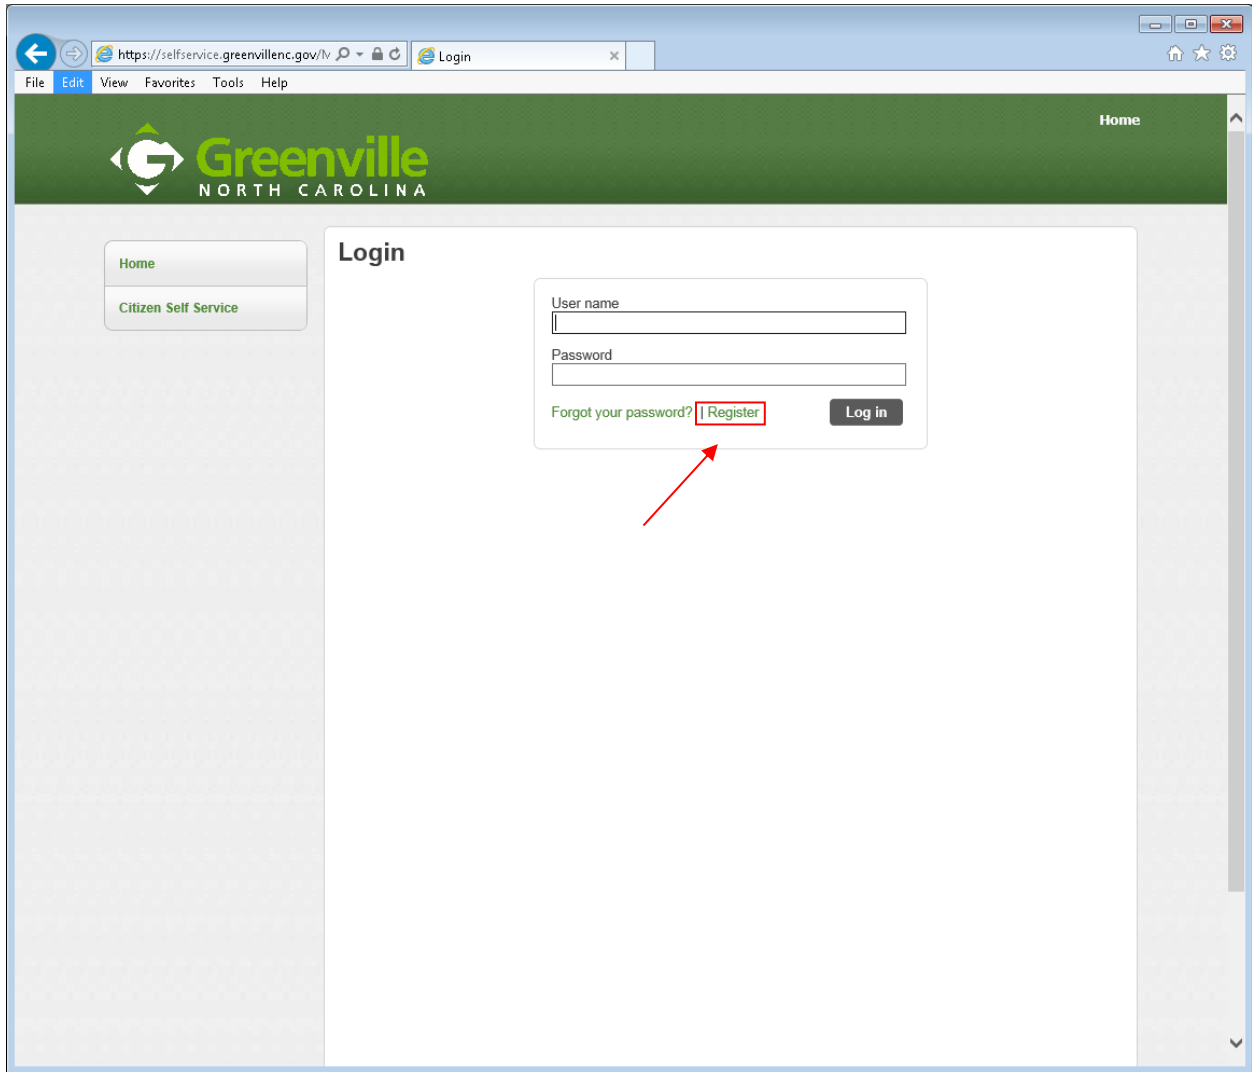 https://selfservice.greenvillenc.gov/
Login
File Edit View Favorites Tools Help
Home
G
Greenville
NORTH CAROLINA
Home
Citizen Self Service
Login
User name
Password
Forgot your password? | Register
Log in